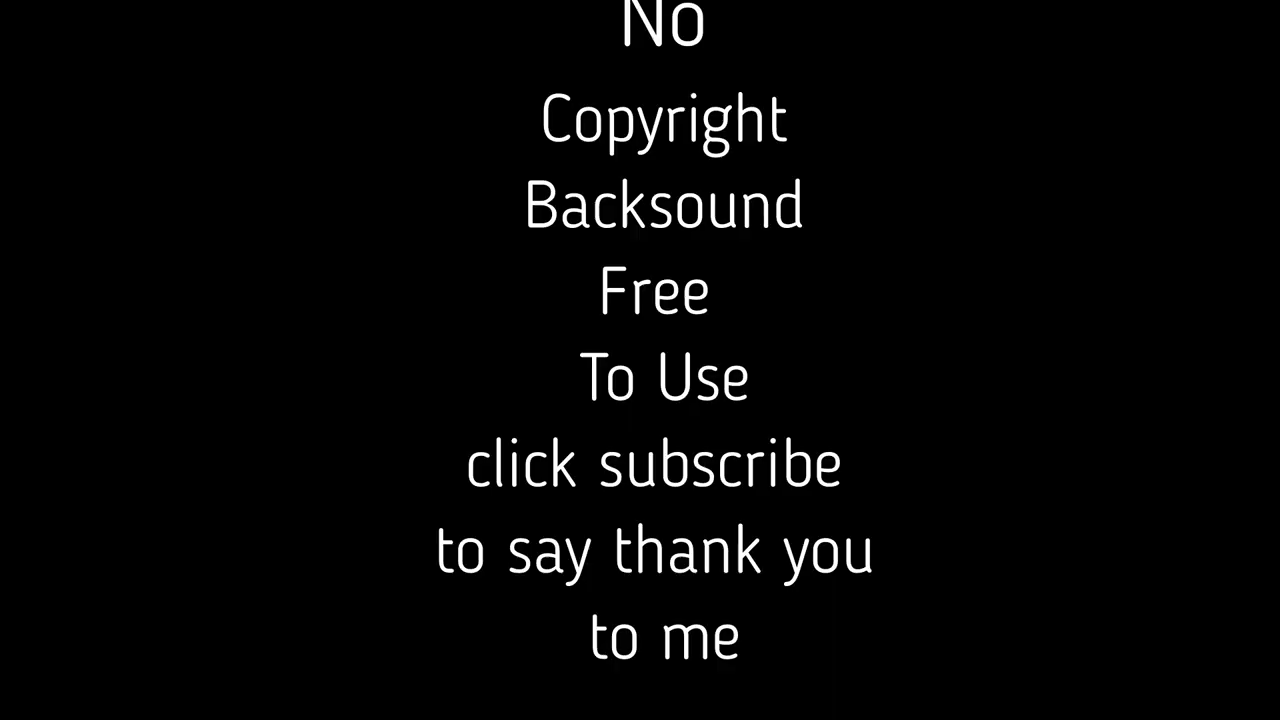 No
Copyright
Backsound
Free
To Use
click subscribe
to say thank you
to me